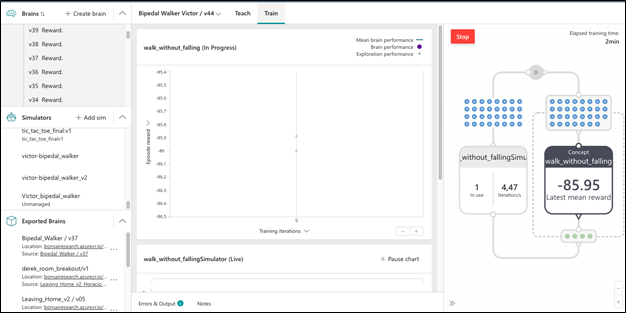 Brains
+ Create brain
v39 Reward.
v38 Reward.
v37 Reward.
v36 Reward.
v35 Reward.
v34 Reward.
Simulators
+ Add sim
tic_tac_toe_final.v1
tic_tac_toe_finalv1
victor-bipedal_walker
victor-bipedal_walker_v2
Victor_bipedal_walker
Unmanaged
Exported Brains
Bipedal_Walker / v37
Location: bonsairesearch.azurecr.io/...
Source: Bipedal_Walker / v37
derek_room_breakout/v1
Location: bonsairesearch.azurecr.io/...
Source: Leaving_Home_v2_Horacio...
Leaving_Home_v2 / v05
Location: bonsairesearch.azurecr.io/...
Bipedal Walker Victor / v44
Teach
Train
walk_without_falling (In Progress)
Mean brain performance
Brain performance
Exploration performance
Episode reward
-85.4
-85.6
-85.7
-85.8
-85.9
-86
-86.
-86.2
-86.3
-86.4
-86.5
Training iterations
walk_without_fallingSimulator (Live)
Pause chart
Errors & Output
Notes
Stop
Elapsed training time:
2min
_without_fallingSimu
1
In use
4,47
Iteration/s
Concept
walk_without_falling
-85.95
Latest mean reward